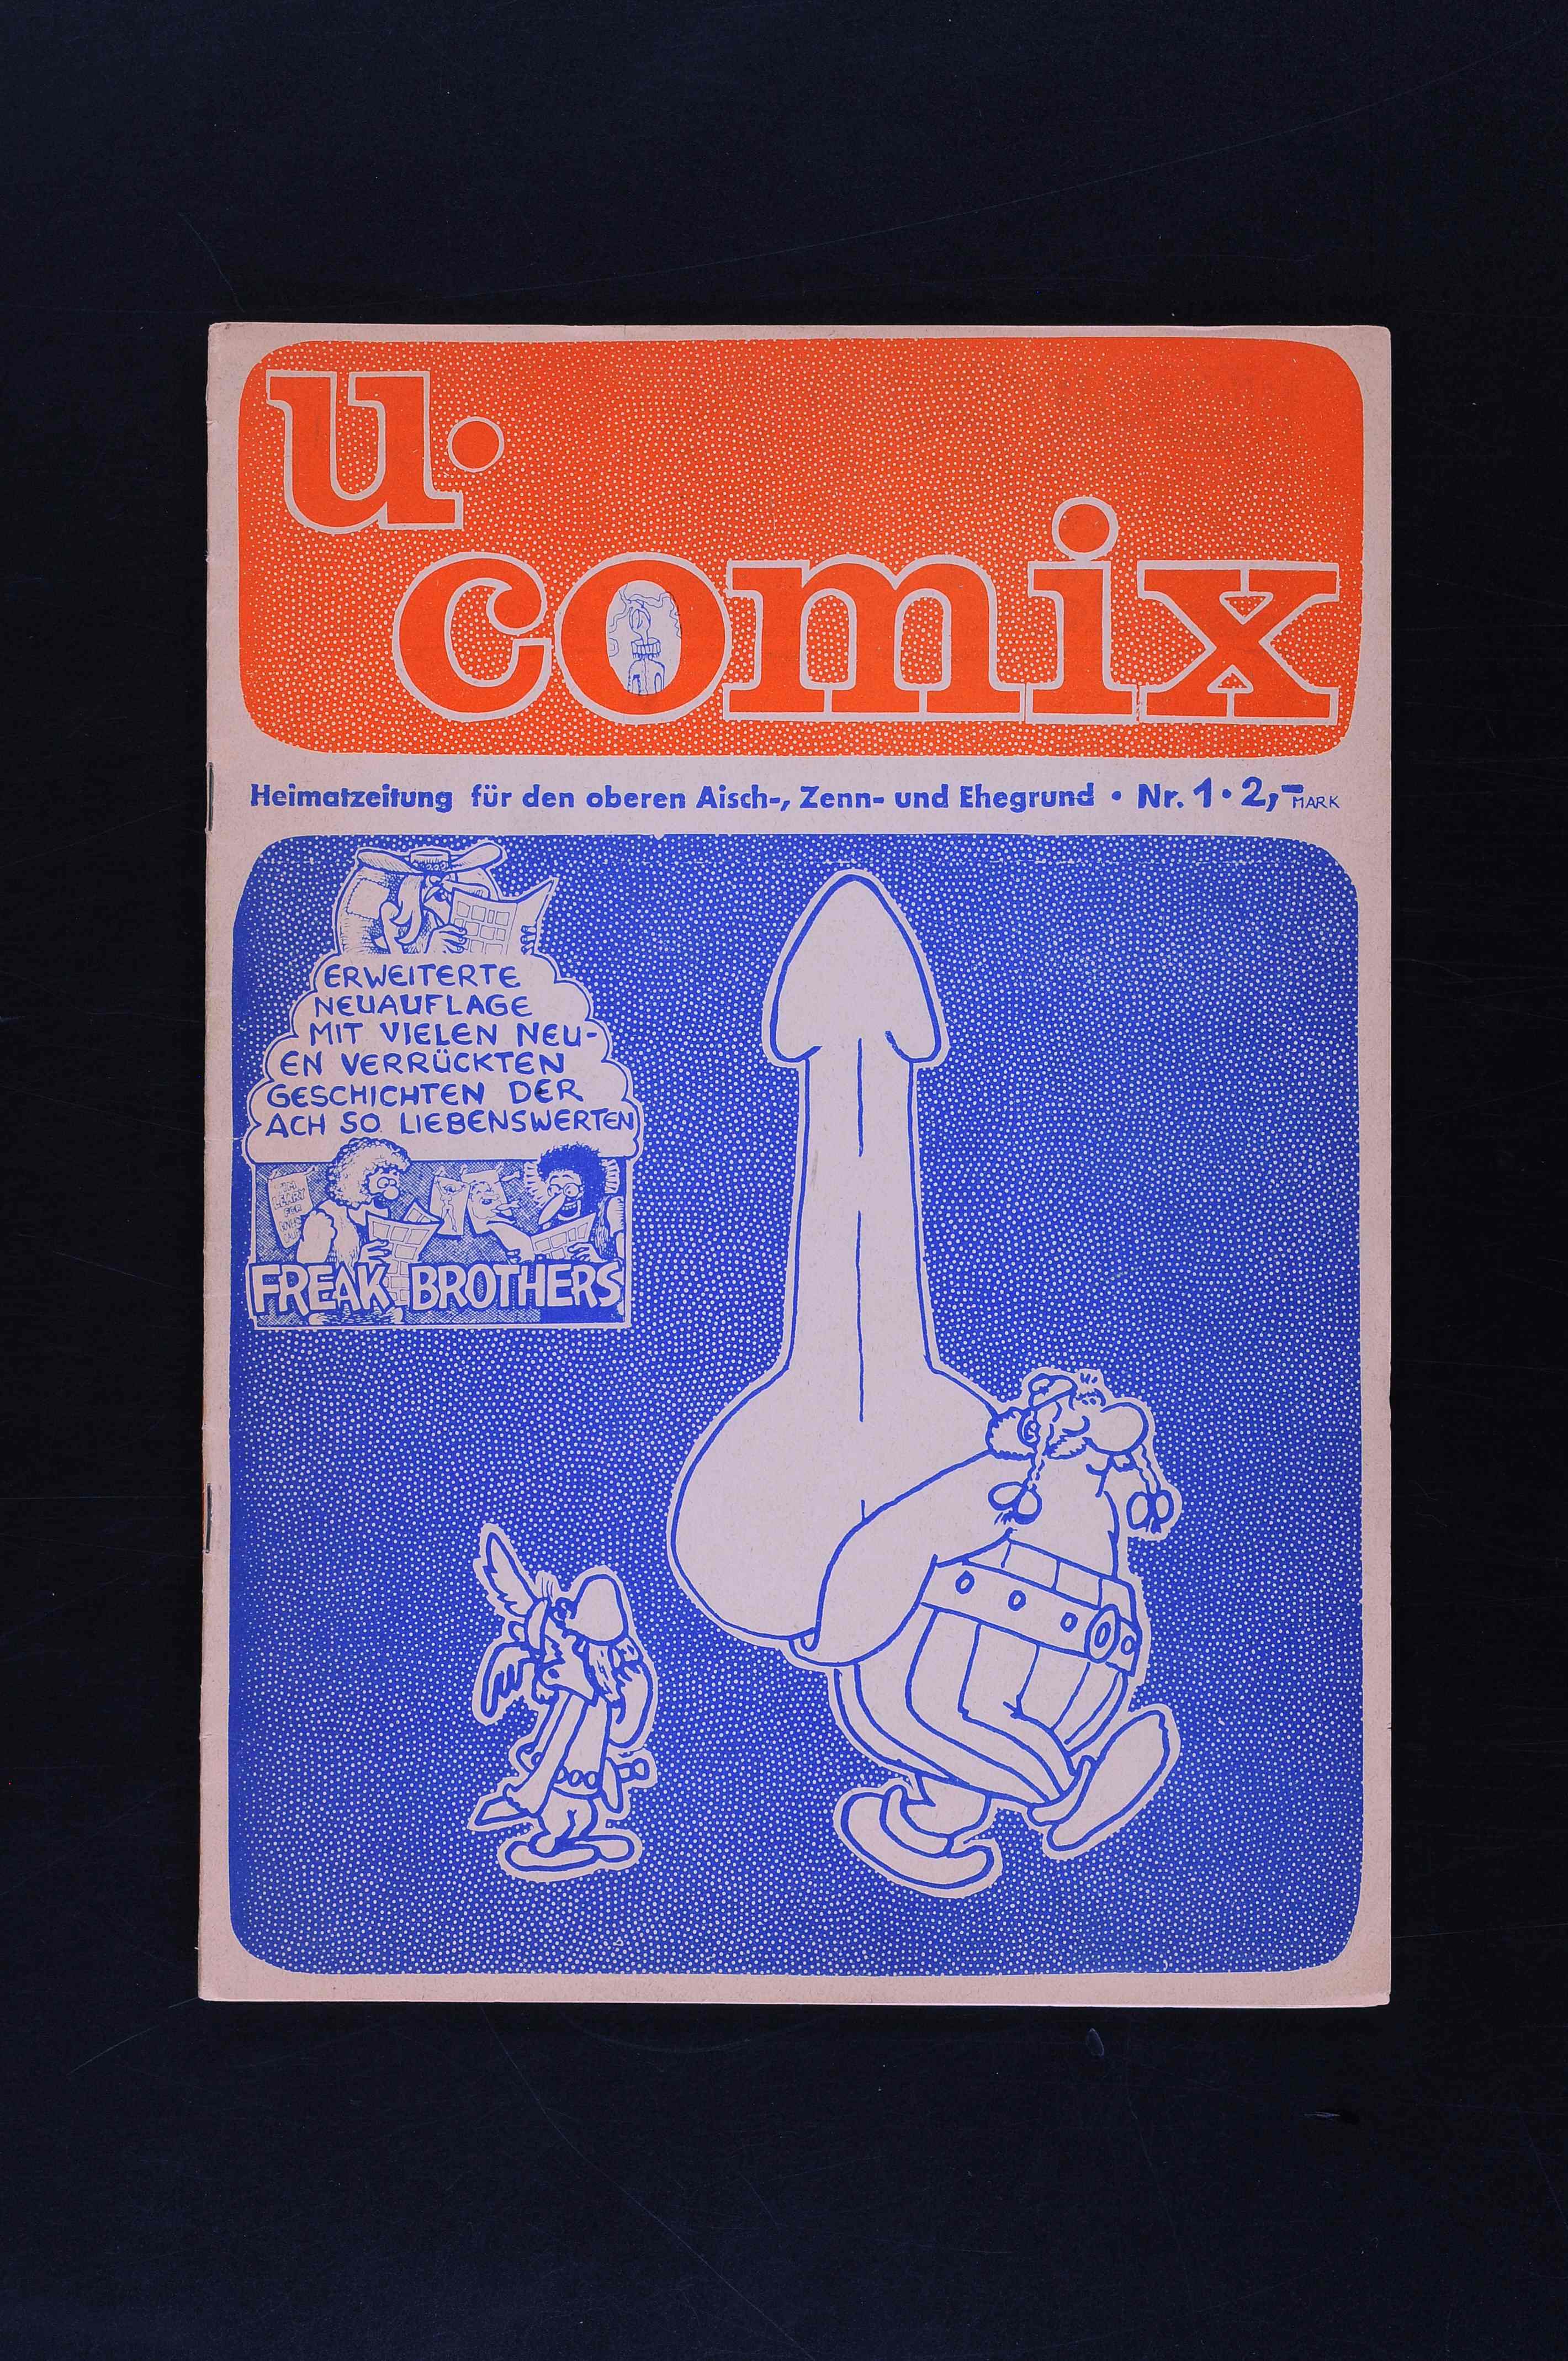 u.
comix
Heimatzeitung für den oberen Aisch-, Zenn- und Ehegrund • Nr. 1 • 2,- MARK
ERWEITERTE
NEUAUFLAGE
MIT VIELEN NEU-
EN VERRÜCKTEN
GESCHICHTEN DER
ACH SO LIEBENSWERTEN
FREAK BROTHERS